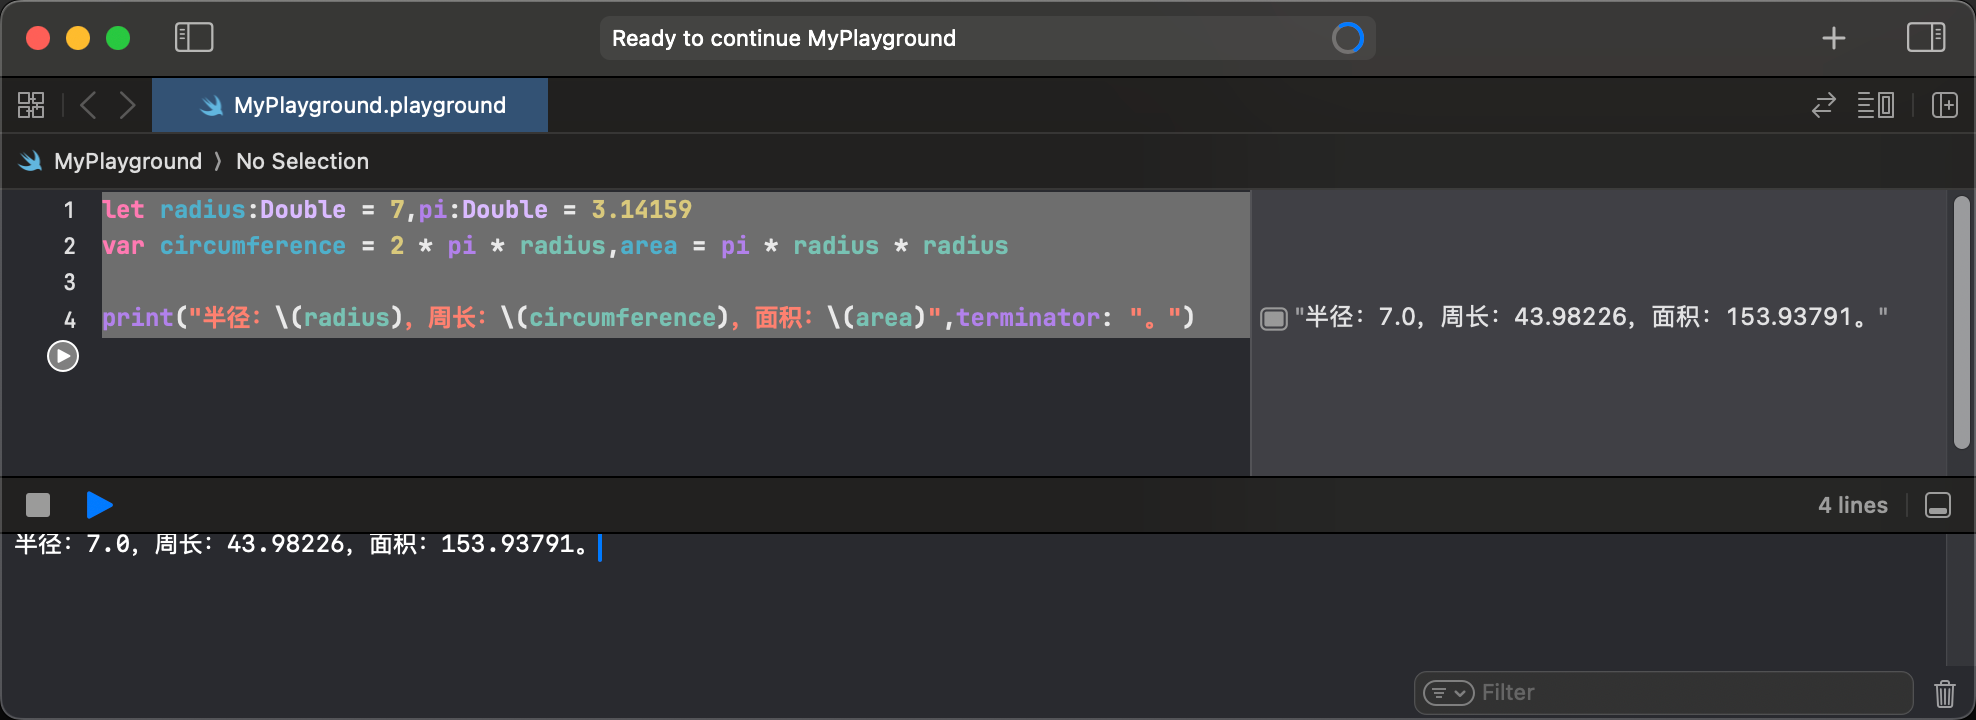 Ready to continue MyPlayground
MyPlayground.playground
MyPlayground 〉 No Selection
1 let radius:Double = 7,pi:Double = 3.14159
2 var circumference = 2 * pi * radius,area = pi * radius * radius
3
4 print("半径：\(radius)，周长：\(circumference)，面积：\(area)",terminator: "。")
"半径：7.0，周长：43.98226，面积：153.93791。"
4 lines
半径：7.0，周长：43.98226，面积：153.93791。
Filter